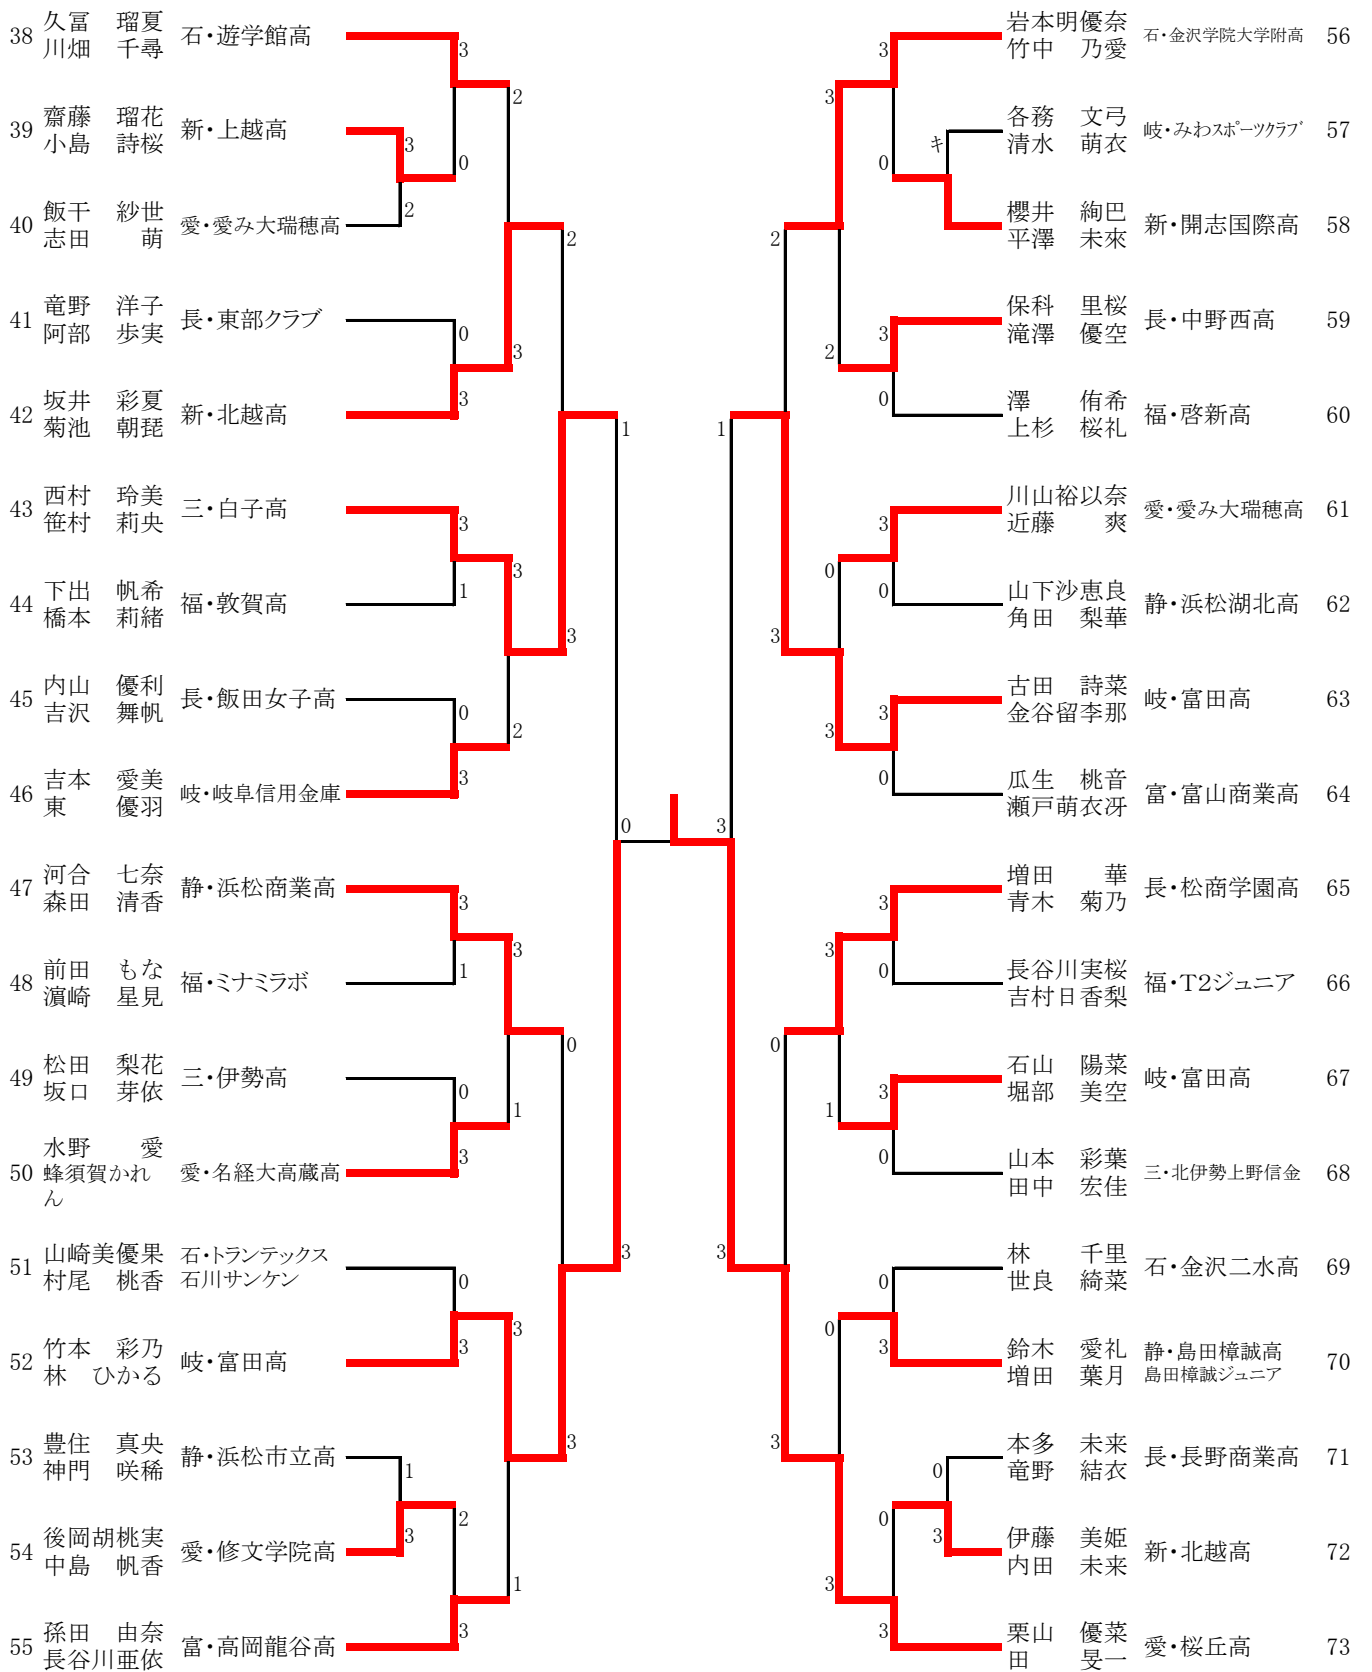 38 久冨　瑠夏 石・遊学館高
川畑　千尋
3
2
39 齋藤　瑠花 新・上越高
小島　詩桜
3
0
40 飯干　紗世 愛・愛み大瑞穂高
志田　　萌
2
2
41 竜野　洋子 長・東部クラブ
阿部　歩実
0
3
42 坂井　彩夏 新・北越高
菊池　朝琵
3
1
43 西村　玲美 三・白子高
笹村　莉央
3
3
44 下出　帆希 福・敦賀高
橋本　莉緒
1
3
45 内山　優利 長・飯田女子高
吉沢　舞帆
0
2
46 吉本　愛美 岐・岐阜信用金庫
東　　優羽
3
0
47 河合　七奈 静・浜松商業高
森田　清香
3
3
48 前田　もな 福・ミナミラボ
濵崎　星見
1
0
49 松田　梨花 三・伊勢高
坂口　芽依
0
1
50 水野　　愛 愛・名経大高蔵高
蜂須賀かれ
ん
3
3
51 山崎美優果 石・トランテックス
村尾　桃香 石川サンケン
0
3
52 竹本　彩乃 岐・富田高
林　ひかる
3
3
53 豊住　真央 静・浜松市立高
神門　咲稀
1
2
54 後岡胡桃実 愛・修文学院高
中島　帆香
3
1
55 孫田　由奈 富・高岡龍谷高
長谷川亜依
3
岩本明優奈 石・金沢学院大学附高 56
竹中　乃愛
3
3
各務　文弓 岐・みわスポーツクラブ 57
清水　萌衣
キ
0
櫻井　絢巴 新・開志国際高 58
平澤　未來
2
保科　里桜 長・中野西高 59
滝澤　優空
3
2
澤　　侑希 福・啓新高 60
上杉　桜礼
0
1
川山裕以奈 愛・愛み大瑞穂高 61
近藤　　爽
3
0
山下沙恵良 静・浜松湖北高 62
角田　梨華
0
3
古田　詩菜 岐・富田高 63
金谷留李那
3
3
瓜生　桃音 富・富山商業高 64
瀬戸萌衣冴
0
3
増田　　華 長・松商学園高 65
青木　菊乃
3
3
長谷川実桜 福・T2ジュニア 66
吉村日香梨
0
0
石山　陽菜 岐・富田高 67
堀部　美空
3
1
山本　彩葉 三・北伊勢上野信金 68
田中　宏佳
0
3
林　　千里 石・金沢二水高 69
世良　綺菜
0
0
鈴木　愛礼 静・島田樟誠高 70
増田　葉月 島田樟誠ジュニア
3
3
本多　未来 長・長野商業高 71
竜野　結衣
0
0
伊藤　美姫 新・北越高 72
内田　未来
3
3
栗山　優菜 愛・桜丘高 73
田　　旻一
3